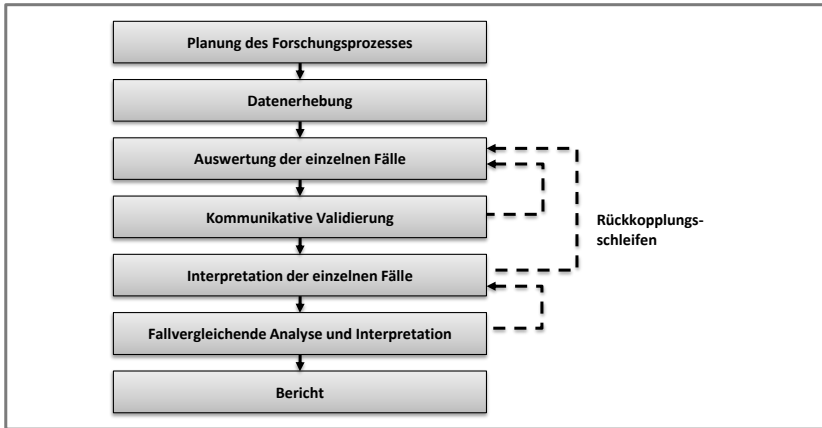 Planung des Forschungsprozesses
Datenerhebung
Auswertung der einzelnen Fälle
Kommunikative Validierung
Rückkopplungs-
schleifen
Interpretation der einzelnen Fälle
Fallvergleichende Analyse und Interpretation
Bericht